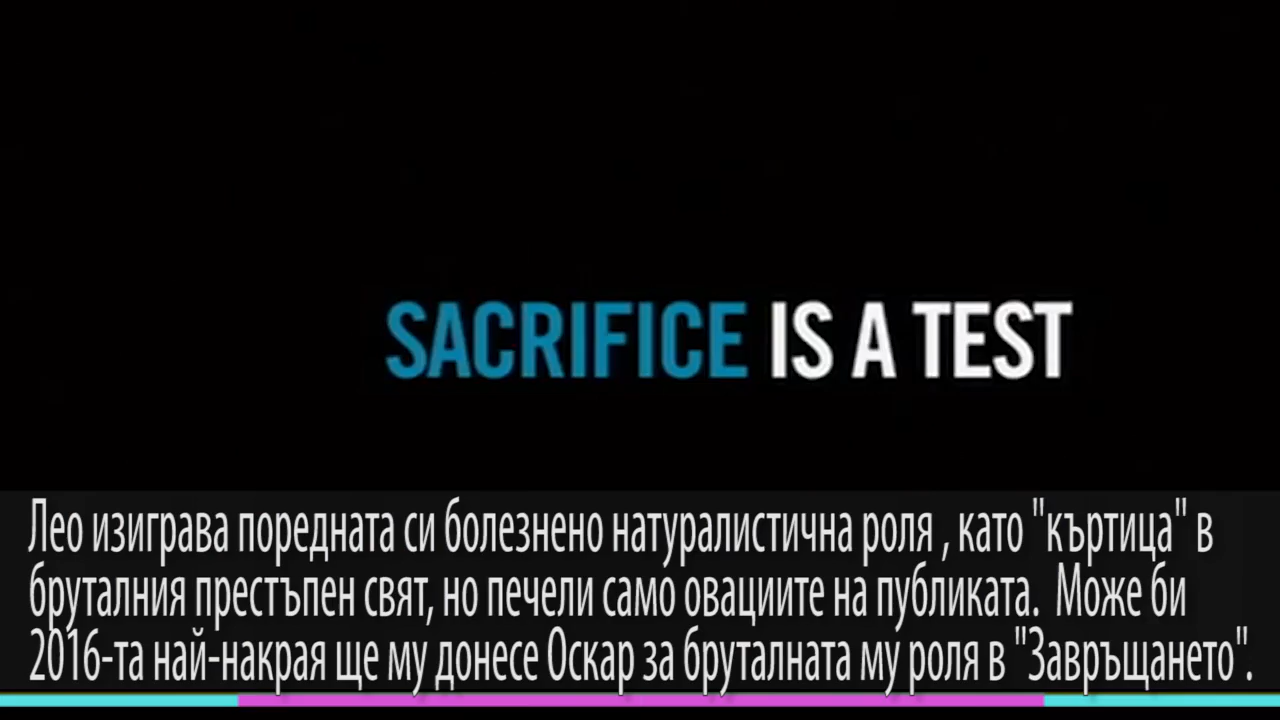 SACRIFICE IS A TEST
Лео изиграва поредната си болезнено натуралистична роля , като "къртица" в
бруталния престъпен свят, но печели само овациите на публиката.  Може би
2016-та най-накрая ще му донесе Оскар за бруталната му роля в "Завръщането".